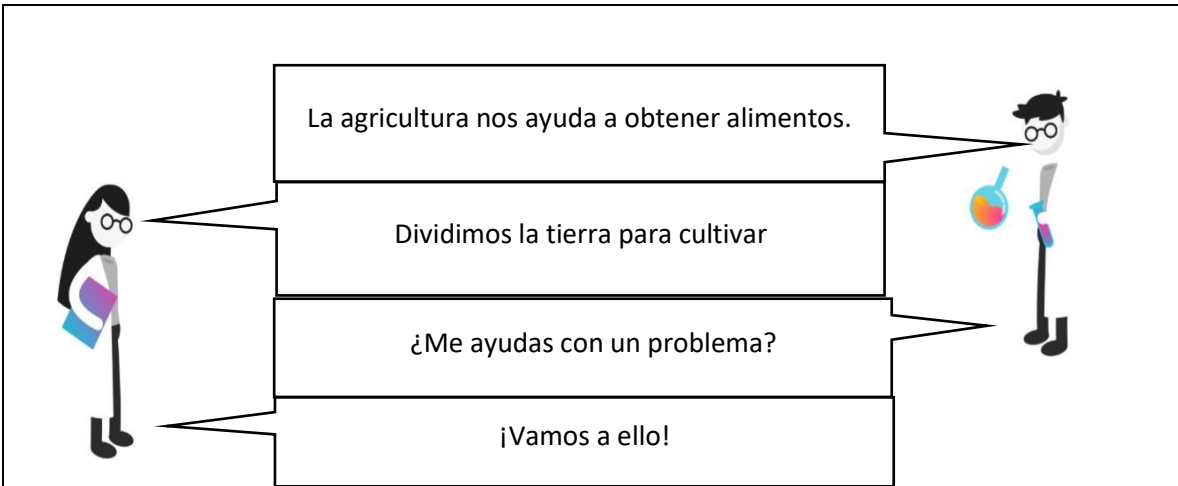 La agricultura nos ayuda a obtener alimentos.
Dividimos la tierra para cultivar
¿Me ayudas con un problema?
¡Vamos a ello!